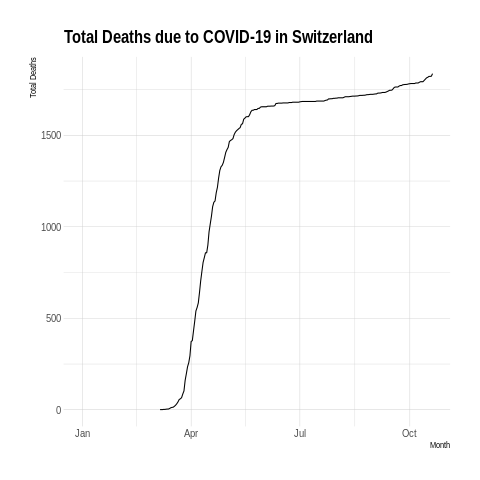 Total Deaths due to COVID-19 in Switzerland
Total Deaths
1500
1000
500
0
Jan Apr Jul Oct
Month